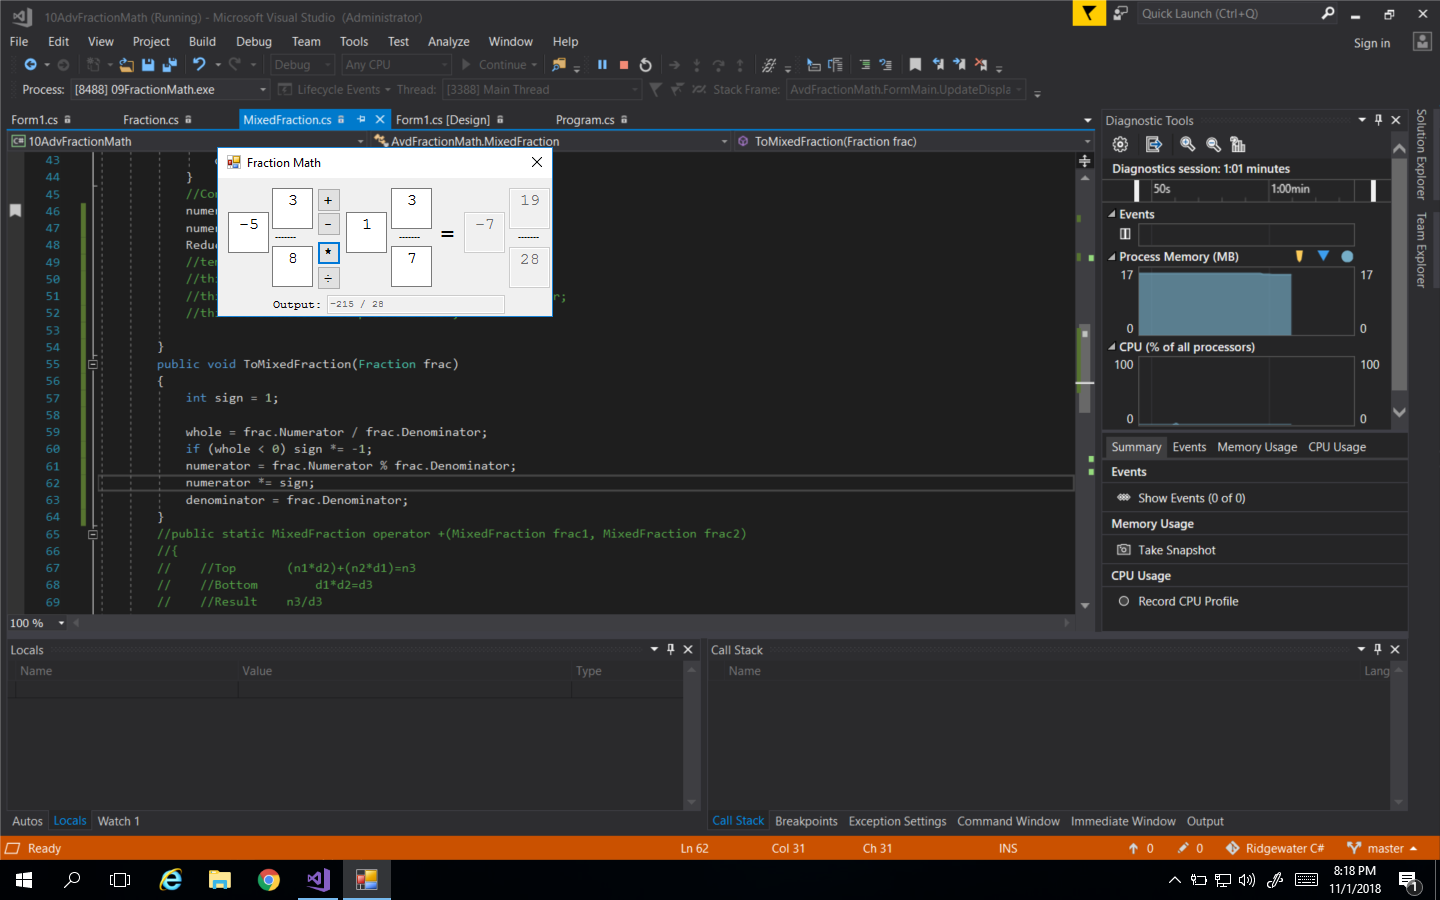 10AdvFractionMath (Running) - Microsoft Visual Studio (Administrator)
Quick Launch (Ctrl+Q)
File Edit View Project Build Debug Team Tools Test Analyze Window Help
Sign in
Debug Any CPU Continue
Process: [8488] 09FractionMath.exe Lifecycle Events Thread: [3388] Main Thread Stack Frame: AvdFractionMath.FormMain.UpdateDispla
Form1.cs Fraction.cs MixedFraction.cs Form1.cs [Design] Program.cs
10AdvFractionMath AvdFractionMath.MixedFraction ToMixedFraction(Fraction frac)
Fraction Math
3 + 3 19
-5 ------ - 1 ------ = -7 ------
8 * 7 28
÷
Output: -215 / 28
43
44 }
45 //Con
46 numer
47 numer
48 Redu
49 //ter
50 //thi
51 //thi ;
52 //thi
53
54 }
55 public void ToMixedFraction(Fraction frac)
56 {
57 int sign = 1;
58
59 whole = frac.Numerator / frac.Denominator;
60 if (whole < 0) sign *= -1;
61 numerator = frac.Numerator % frac.Denominator;
62 numerator *= sign;
63 denominator = frac.Denominator;
64 }
65 //public static MixedFraction operator +(MixedFraction frac1, MixedFraction frac2)
66 //{
67 // //Top (n1*d2)+(n2*d1)=n3
68 // //Bottom d1*d2=d3
69 // //Result n3/d3
100 %
Diagnostic Tools
Diagnostics session: 1:01 minutes
50s 1:00min
Events
Process Memory (MB)
17 17
0 0
CPU (% of all processors)
100 100
0 0
Summary Events Memory Usage CPU Usage
Events
Show Events (0 of 0)
Memory Usage
Take Snapshot
CPU Usage
Record CPU Profile
Solution Explorer
Team Explorer
Locals
Name Value Type
Call Stack
Name Lang
Autos Locals Watch 1
Call Stack Breakpoints Exception Settings Command Window Immediate Window Output
Ready Ln 62 Col 31 Ch 31 INS 0 0 Ridgewater C# master
8:18 PM
11/1/2018
1